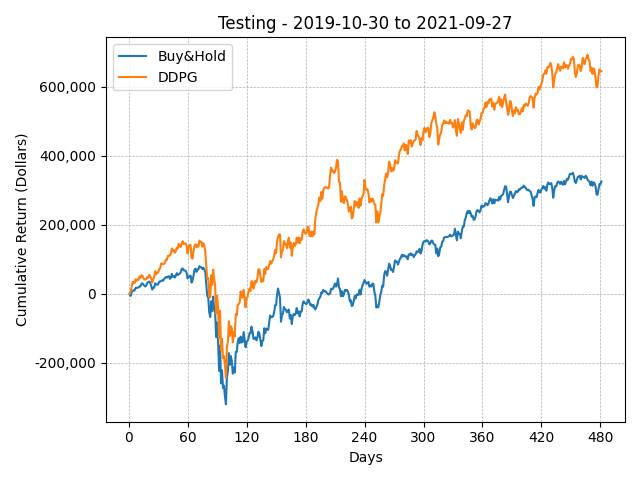 Testing - 2019-10-30 to 2021-09-27
Buy&Hold
DDPG
Cumulative Return (Dollars)
600,000
400,000
200,000
0
-200,000
0 60 120 180 240 300 360 420 480
Days